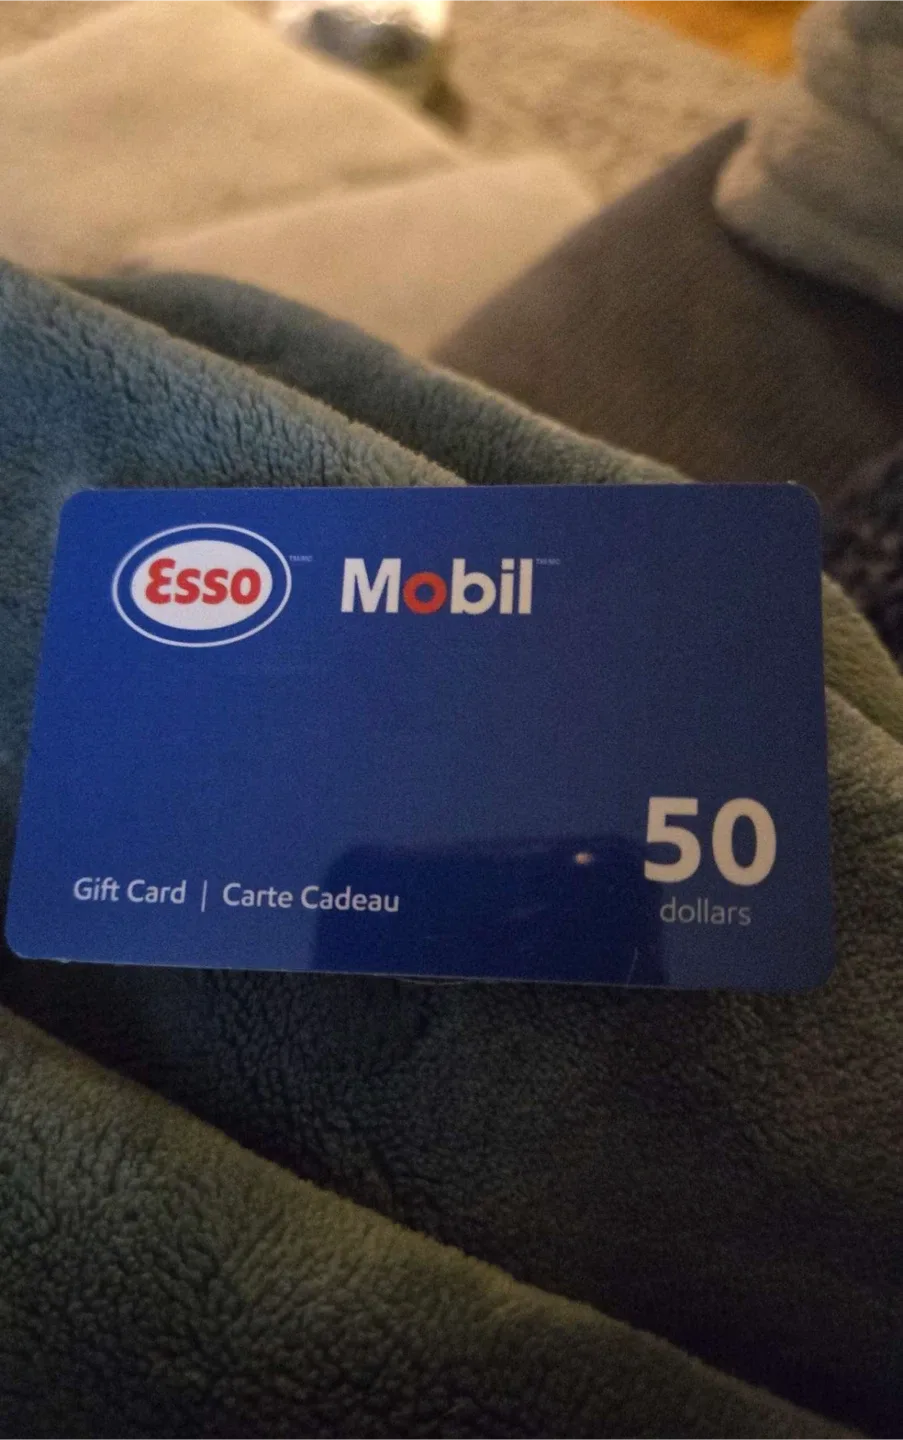 Esso Mobil
50
dollars
Gift Card | Carte Cadeau